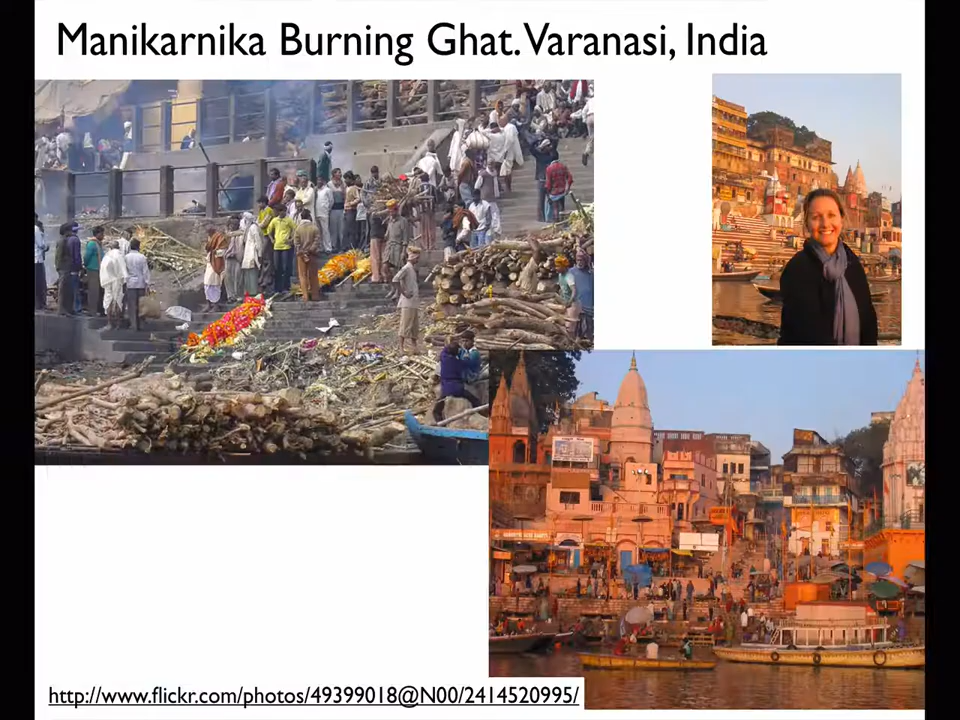 Manikarnika Burning Ghat. Varanasi, India
http://www.flickr.com/photos/49399018@N00/2414520995/